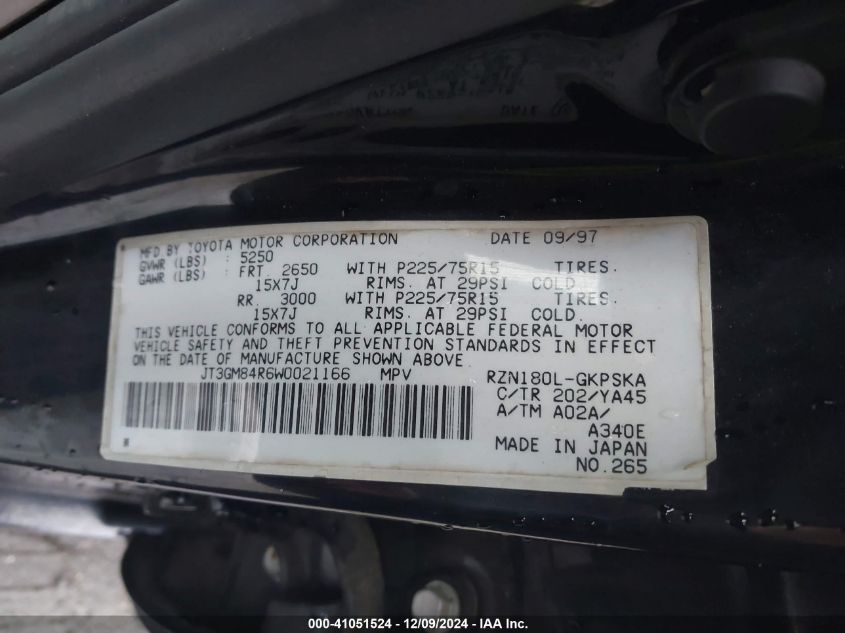 DATE
MFD.BY TOYOTA MOTOR CORPORATION DATE 09/97
GVWR (LBS) : 5250
GAWR (LBS) : FRT. 2650 WITH P225/75R15 TIRES.
15X7J RIMS. AT 29PSI COLD.
RR. 3000 WITH P225/75R15 TIRES.
15X7J RIMS. AT 29PSI COLD.
THIS VEHICLE CONFORMS TO ALL APPLICABLE FEDERAL MOTOR
VEHICLE SAFETY AND THEFT PREVENTION STANDARDS IN EFFECT
ON THE DATE OF MANUFACTURE SHOWN ABOVE.
JT3GM84R6W0021166 MPV RZN180L-GKPSKA
C/TR 202/YA45
A/TM A02A/
A340E
MADE IN JAPAN
NO.265
000-41051524 - 12/09/2024 - IAA Inc.